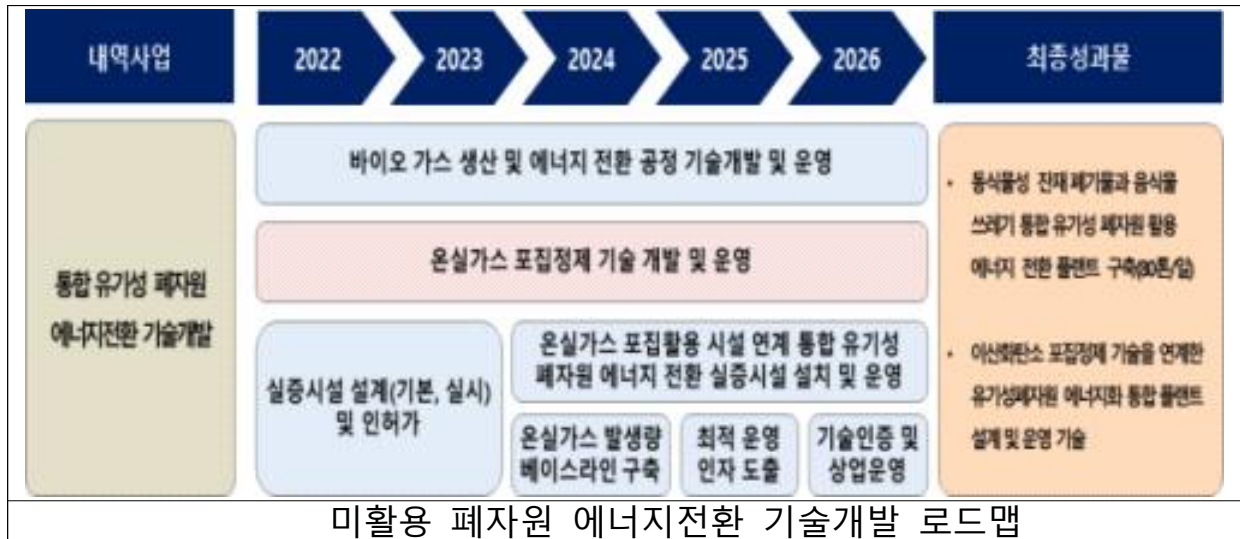 내역사업
2022
2023
2024
2025
2026
최종성과물
통합 유기성 폐자원
에너지전환 기술개발
바이오 가스 생산 및 에너지 전환 공정 기술개발 및 운영
온실가스 포집정제 기술 개발 및 운영
실증시설 설계(기본, 실시)
및 인허가
온실가스 포집활용 시설 연계 통합 유기성
폐자원 에너지 전환 실증시설 설치 및 운영
온실가스 발생량
베이스라인 구축
최적 운영
인자 도출
기술인증 및
상업운영
• 동식물성 잔재 폐기물과 음식물
쓰레기 통합 유기성 폐자원 활용
에너지 전환 플랜트 구축
• 이산화탄소 포집정제 기술을 연계한
유기성폐자원 에너지화 통합 플랜트
설계 및 운영 기술
미활용 폐자원 에너지전환 기술개발 로드맵